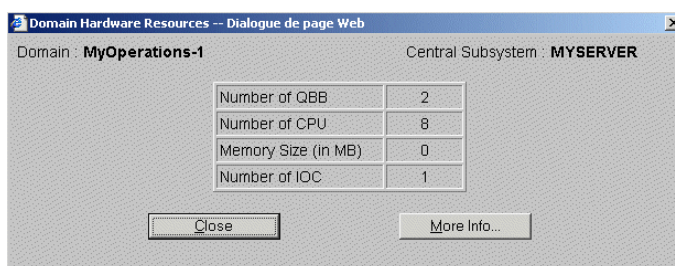 Domain Hardware Resources -- Dialogue de page Web
Domain : MyOperations-1 Central Subsystem : MYSERVER
Number of QBB 2
Number of CPU 8
Memory Size (in MB) 0
Number of IOC 1
Close More Info...